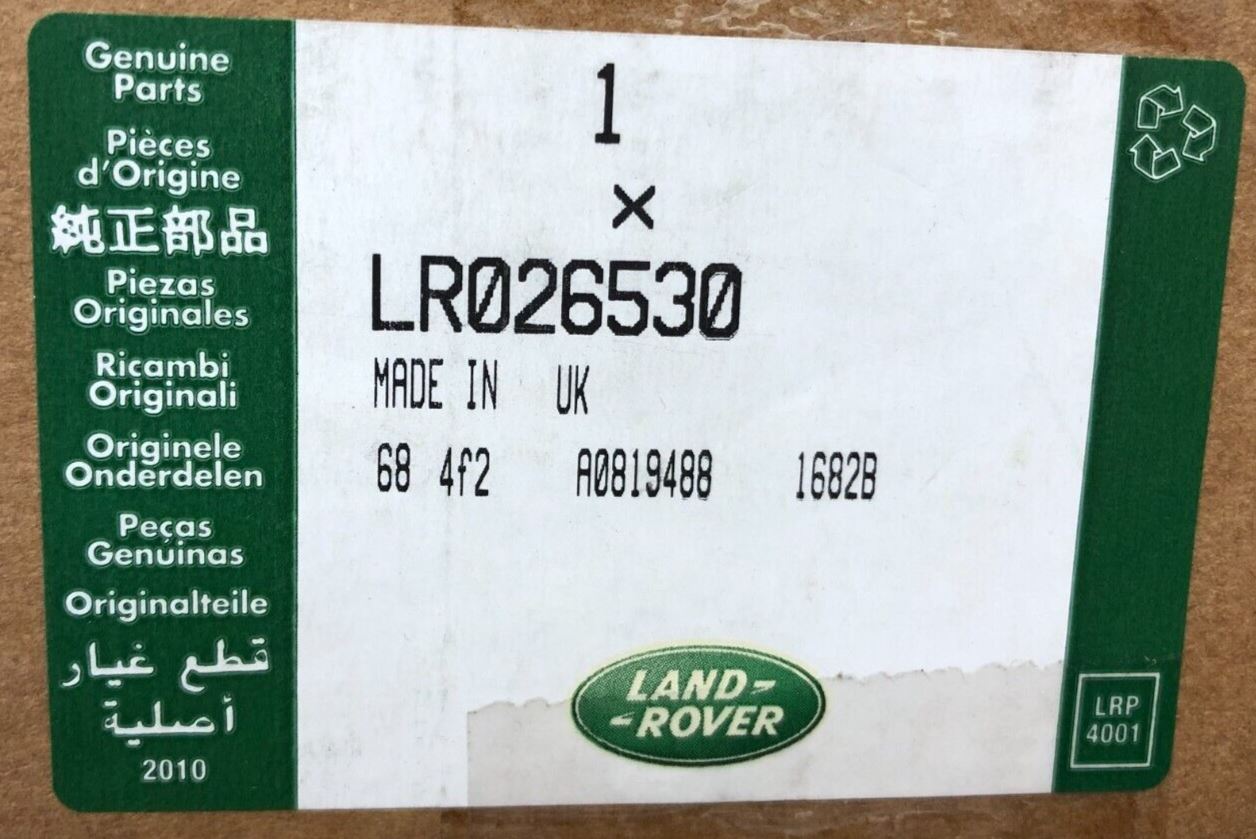 Genuine
Parts
Pièces
d'Origine
純正部品
Piezas
Originales
Ricambi
Originali
Originele
Onderdelen
Peças
Genuinas
Originalteile
قطع غيار
أصلية
2010
1
×
LR026530
MADE IN UK
68 4f2 A0819488 1682B
LAND-
-ROVER
LRP
4001